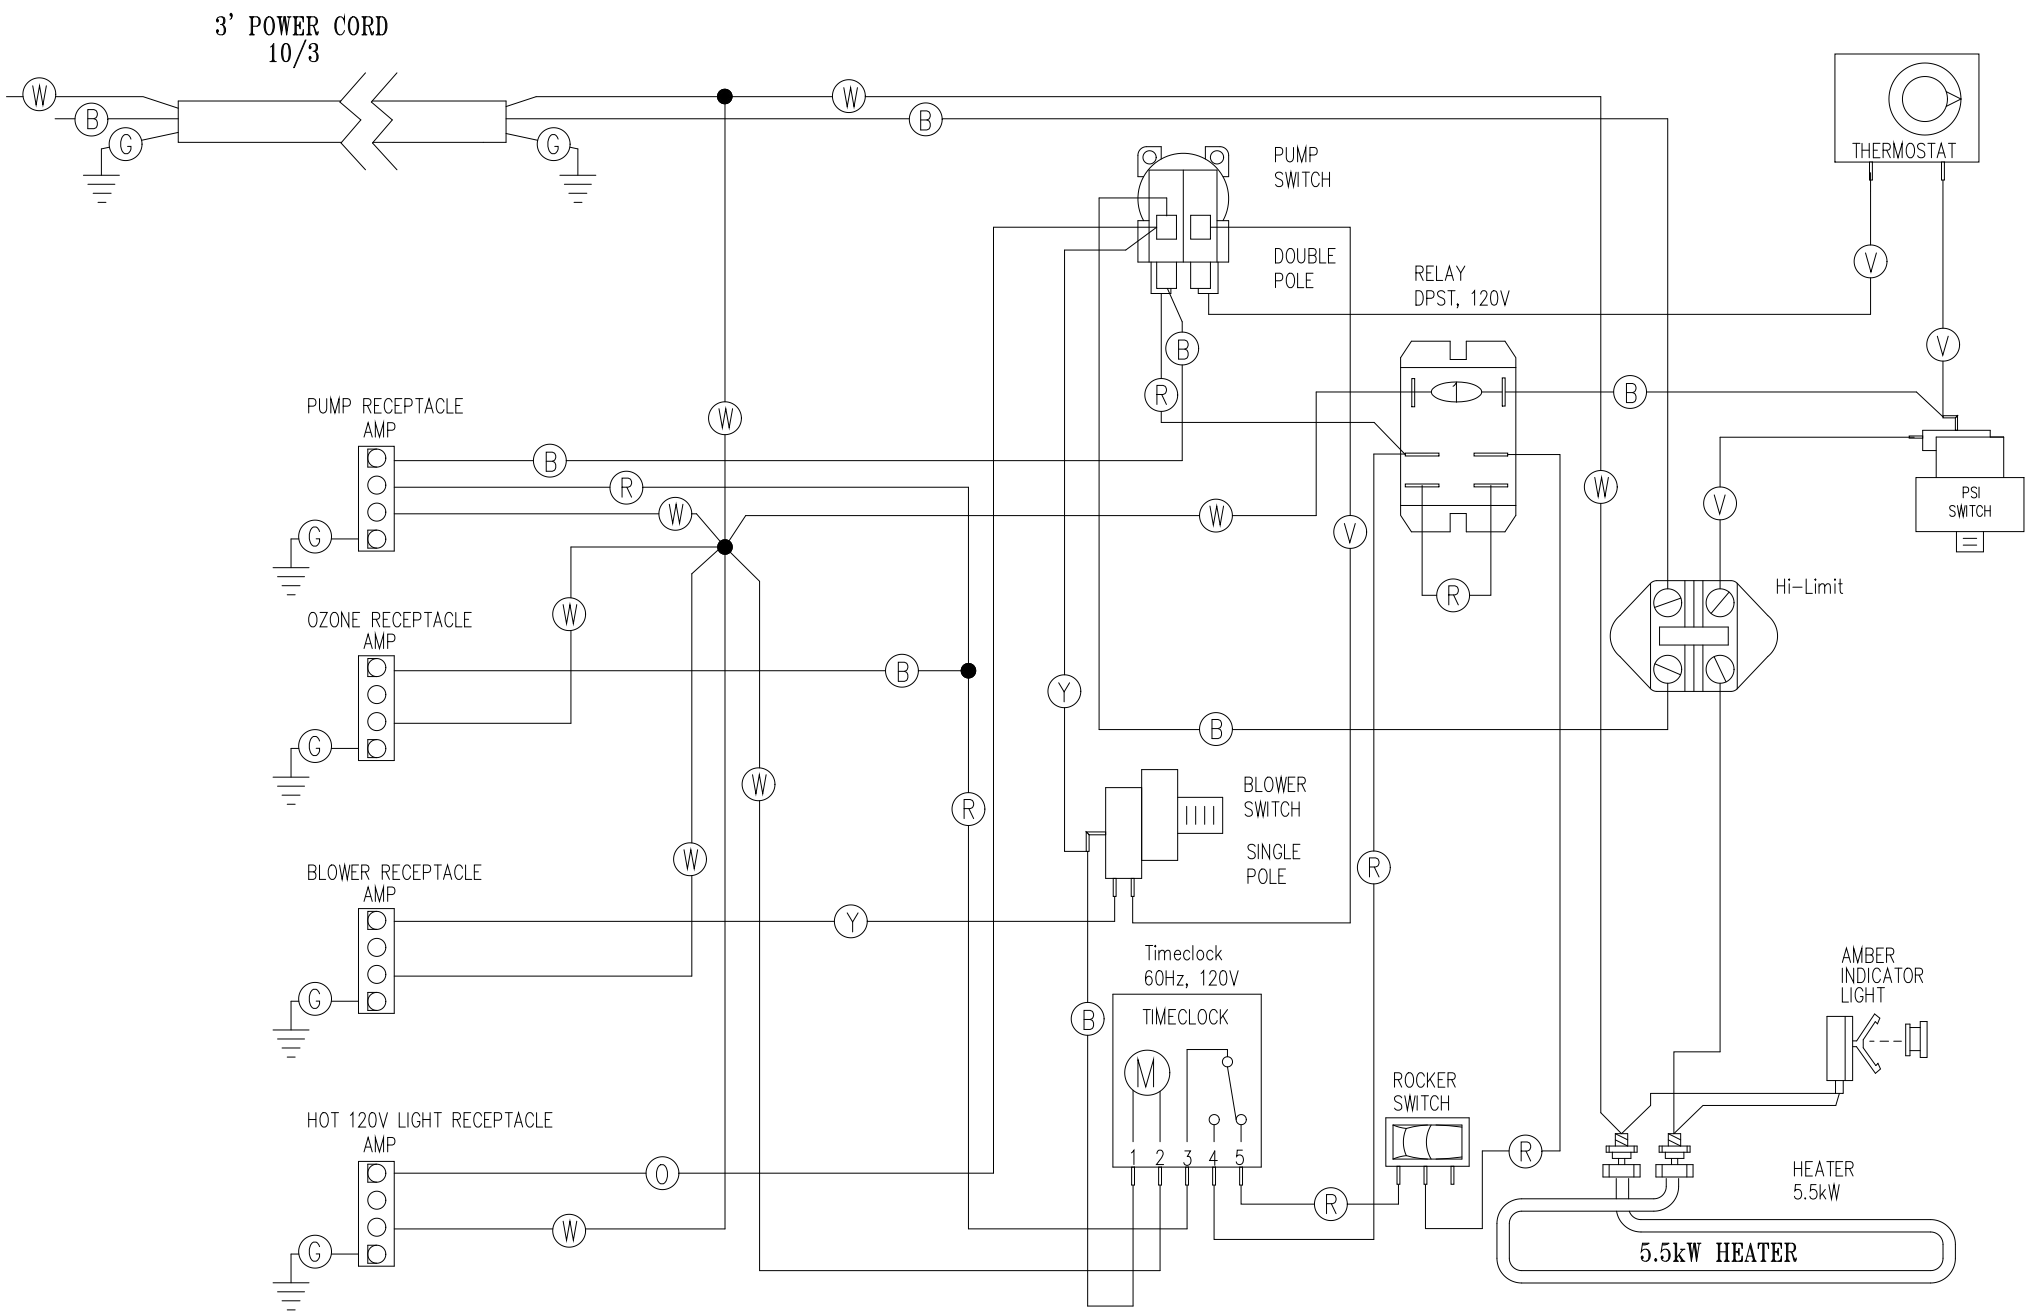 3' POWER CORD
10/3
W
W
B
B
G
G
THERMOSTAT
PUMP
SWITCH
DOUBLE
POLE
RELAY
DPST, 120V
V
V
B
R
1
B
PUMP RECEPTACLE
AMP
W
B
R
W
W
W
V
V
G
PSI
SWITCH
R
Hi-Limit
OZONE RECEPTACLE
AMP
W
B
Y
B
G
W
R
BLOWER
SWITCH
SINGLE
POLE
BLOWER RECEPTACLE
AMP
W
R
Y
G
B
Timeclock
60Hz, 120V
TIMECLOCK
M
1 2 3 4 5
AMBER
INDICATOR
LIGHT
ROCKER
SWITCH
HOT 120V LIGHT RECEPTACLE
AMP
O
R
R
W
G
HEATER
5.5kW
5.5kW HEATER